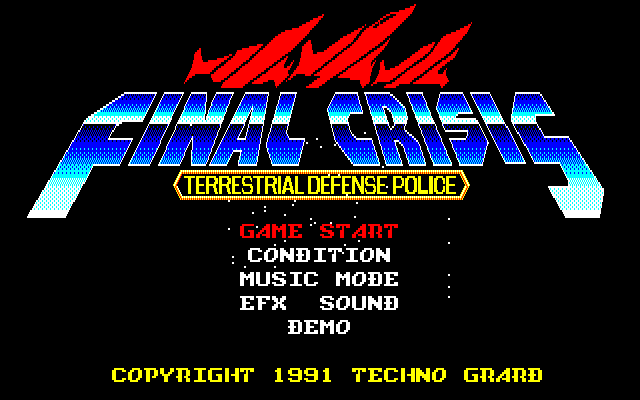 FINAL CRISIS
TERRESTRIAL DEFENSE POLICE
GAME START
CONDITION
MUSIC MODE
EFX SOUND
DEMO
COPYRIGHT 1991 TECHNO GRARD